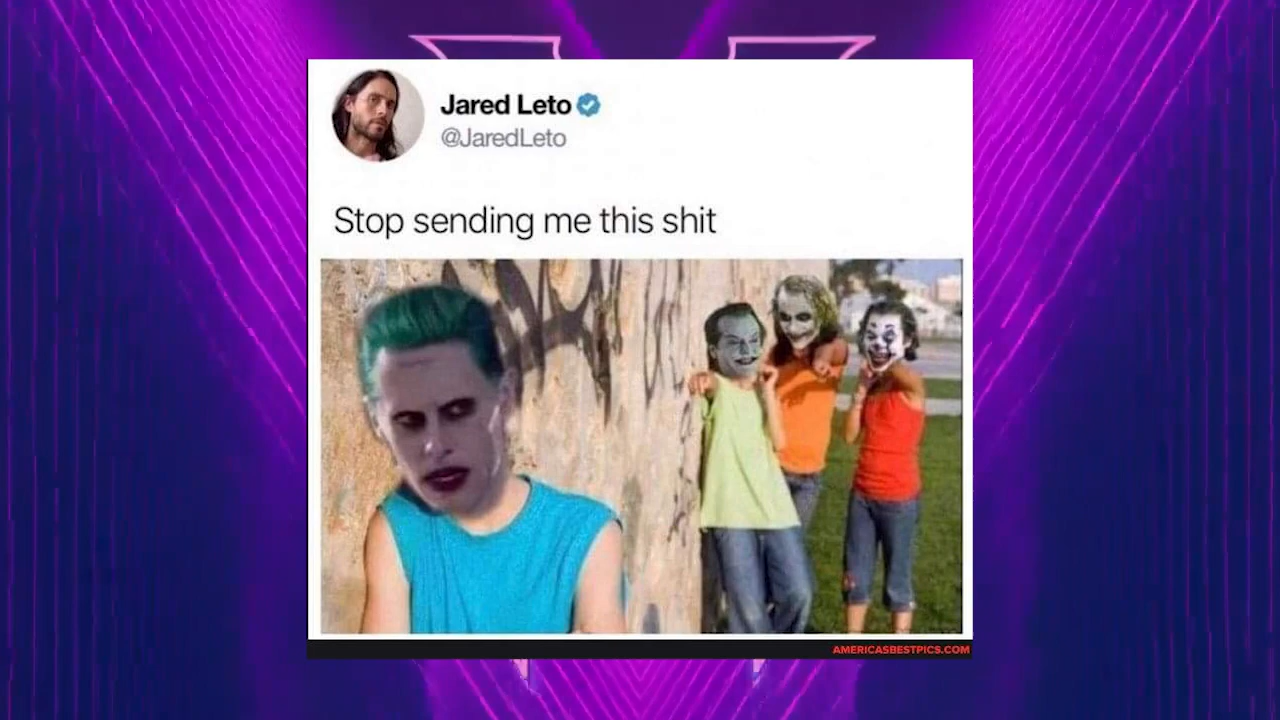 Jared Leto
@JaredLeto
Stop sending me this shit
AMERICASBESTPICS.COM